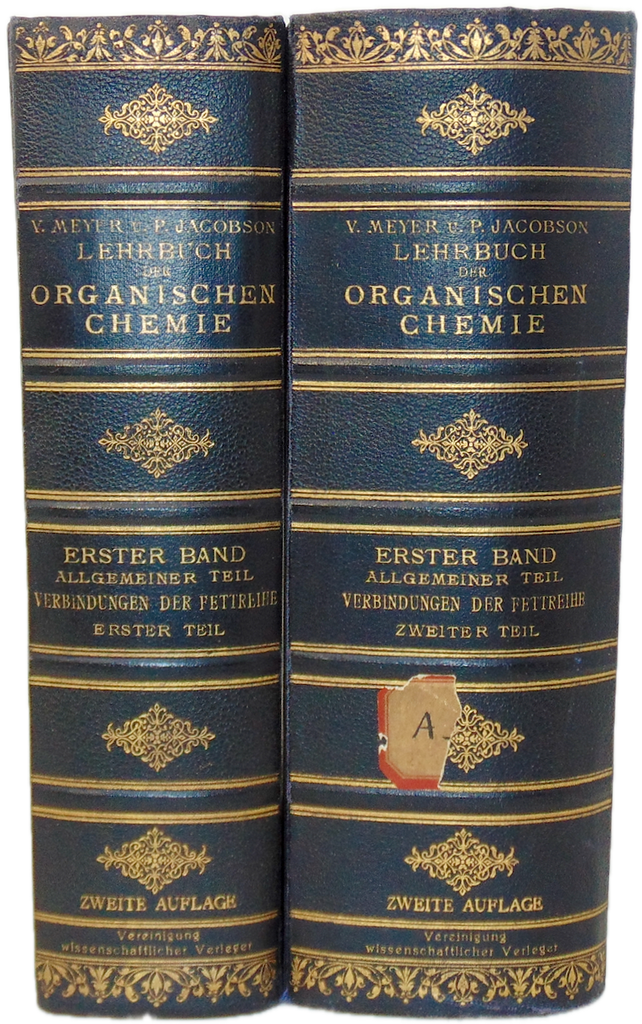 V. MEYER U. P. JACOBSON
LEHRBUCH
DER
ORGANISCHEN
CHEMIE
ERSTER BAND
ALLGEMEINER TEIL
VERBINDUNGEN DER FETTREIHE
ERSTER TEIL
ZWEITE AUFLAGE
Vereinigung
wissenschaftlicher Verleger
V. MEYER U. P. JACOBSON
LEHRBUCH
DER
ORGANISCHEN
CHEMIE
ERSTER BAND
ALLGEMEINER TEIL
VERBINDUNGEN DER FETTREIHE
ZWEITER TEIL
A.
ZWEITE AUFLAGE
Vereinigung
wissenschaftlicher Verleger